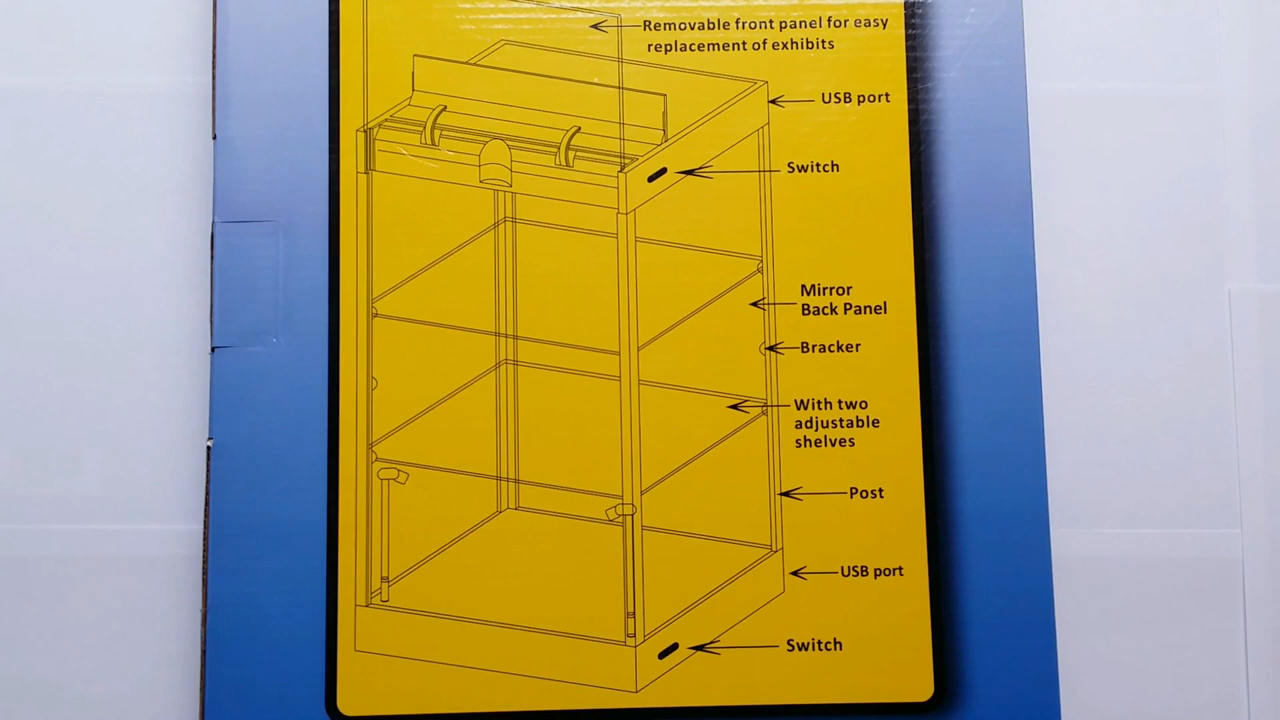 Removable front panel for easy
replacement of exhibits
USB port
Switch
Mirror
Back Panel
Bracker
With two
adjustable
shelves
Post
USB port
Switch